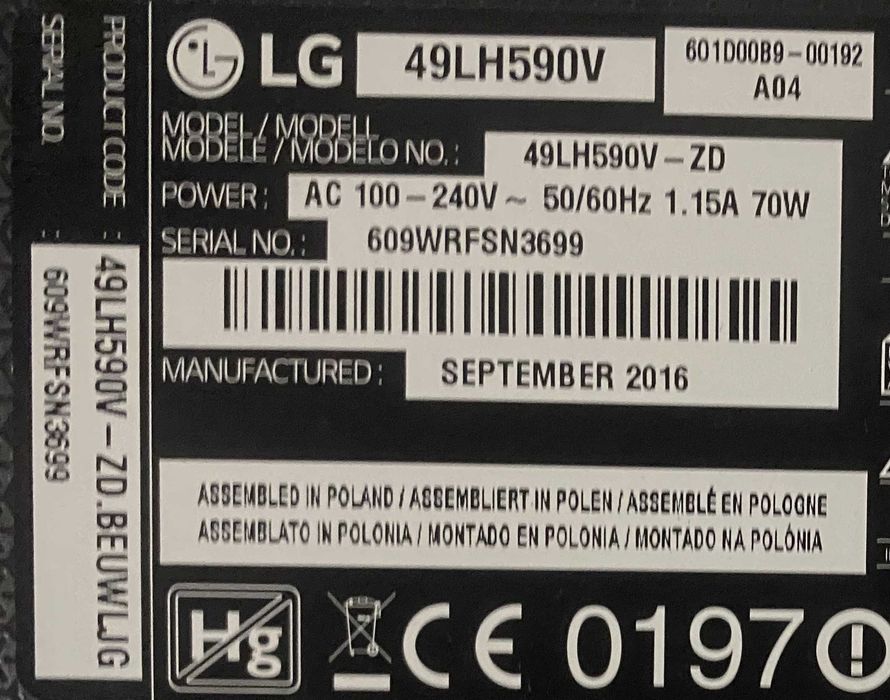 LG 49LH590V
601D00B9-00192
A04
MODEL / MODELL
MODELE / MODELO NO.: 49LH590V-ZD
POWER: AC 100-240V ~ 50/60Hz 1.15A 70W
SERIAL NO.: 609WRFSN3699
MANUFACTURED: SEPTEMBER 2016
ASSEMBLED IN POLAND / ASSEMBLIERT IN POLEN / ASSEMBLÉ EN POLOGNE
ASSEMBLATO IN POLONIA / MONTADO EN POLONIA / MONTADO NA POLÓNIA
Hg CE 0197
PRODUCT CODE : 49LH590V-ZD.BEUWLJG
SERIAL NO. : 609WRFSN3699